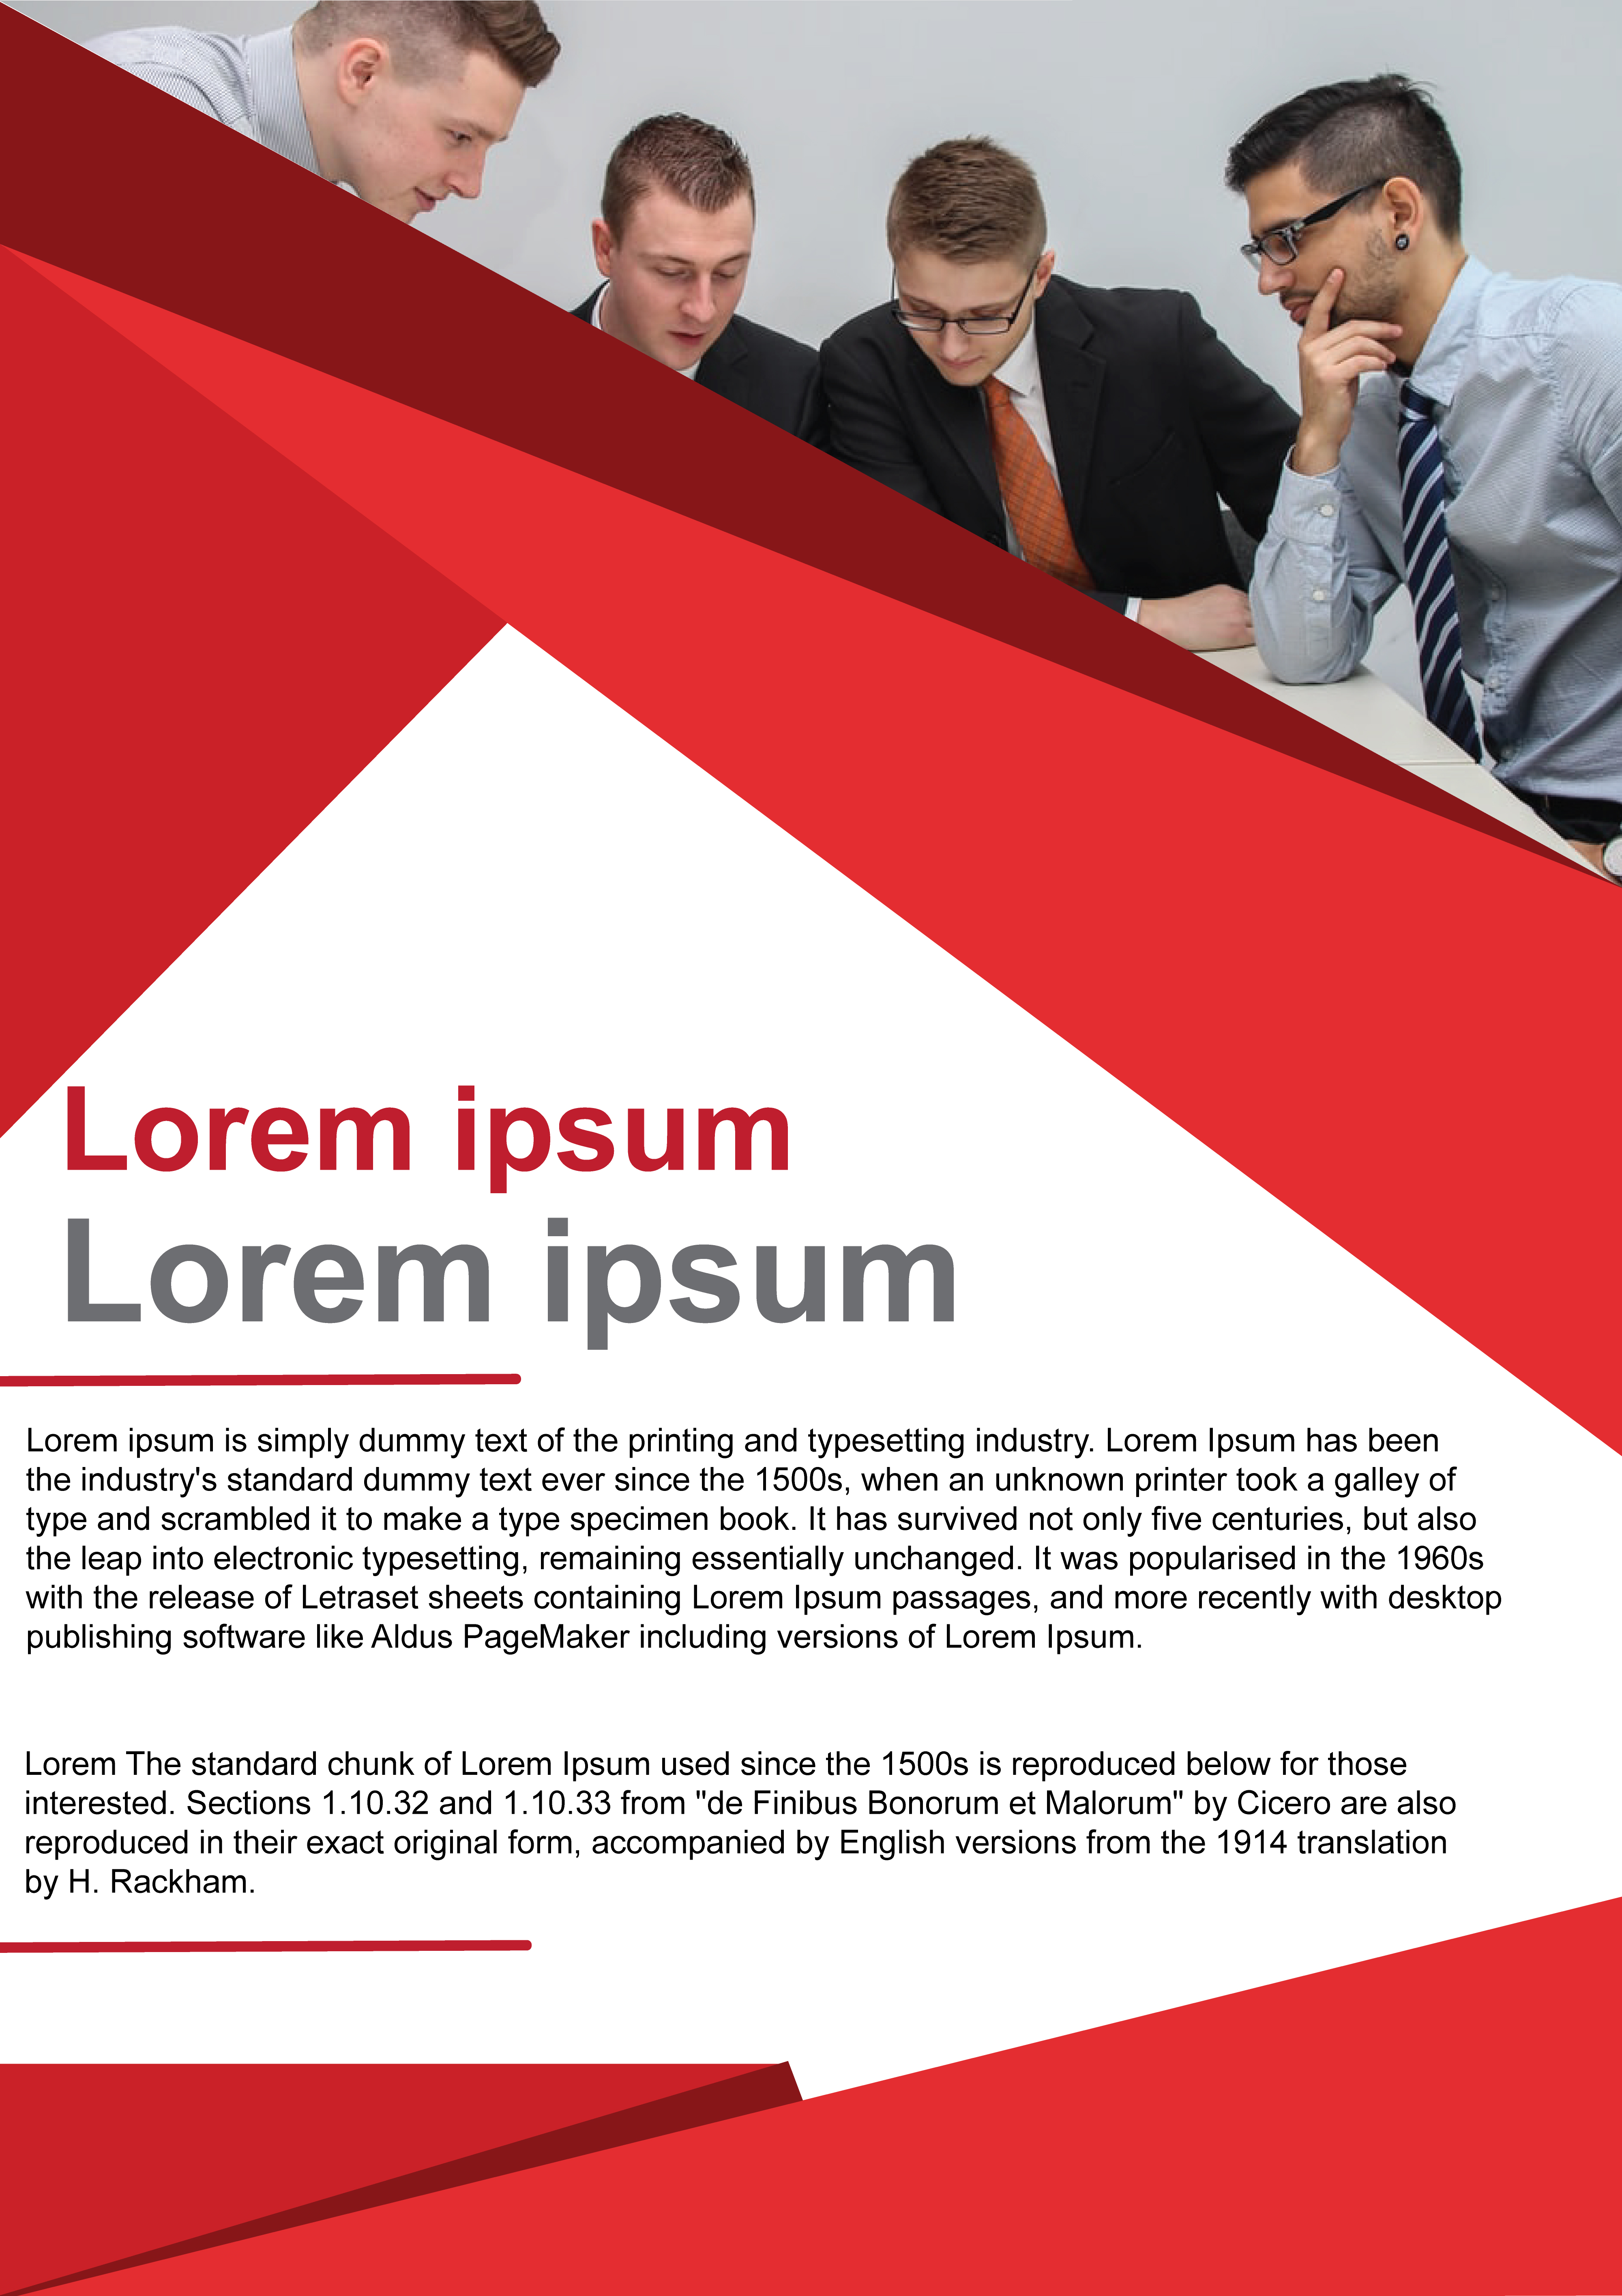 Lorem ipsum
Lorem ipsum
Lorem ipsum is simply dummy text of the printing and typesetting industry. Lorem Ipsum has been
the industry's standard dummy text ever since the 1500s, when an unknown printer took a galley of
type and scrambled it to make a type specimen book. It has survived not only five centuries, but also
the leap into electronic typesetting, remaining essentially unchanged. It was popularised in the 1960s
with the release of Letraset sheets containing Lorem Ipsum passages, and more recently with desktop
publishing software like Aldus PageMaker including versions of Lorem Ipsum.
Lorem The standard chunk of Lorem Ipsum used since the 1500s is reproduced below for those
interested. Sections 1.10.32 and 1.10.33 from "de Finibus Bonorum et Malorum" by Cicero are also
reproduced in their exact original form, accompanied by English versions from the 1914 translation
by H. Rackham.